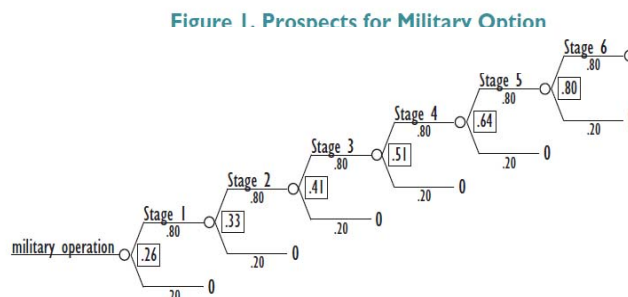 Figure 1. Prospects for Military Option
Stage 6
.80
Stage 5
.80
.80
.20
Stage 4
.80
.64
.20
0
Stage 3
.80
.51
.20
0
Stage 2
.80
.41
.20
0
Stage 1
.80
.33
.20
0
military operation
.26
.20
0